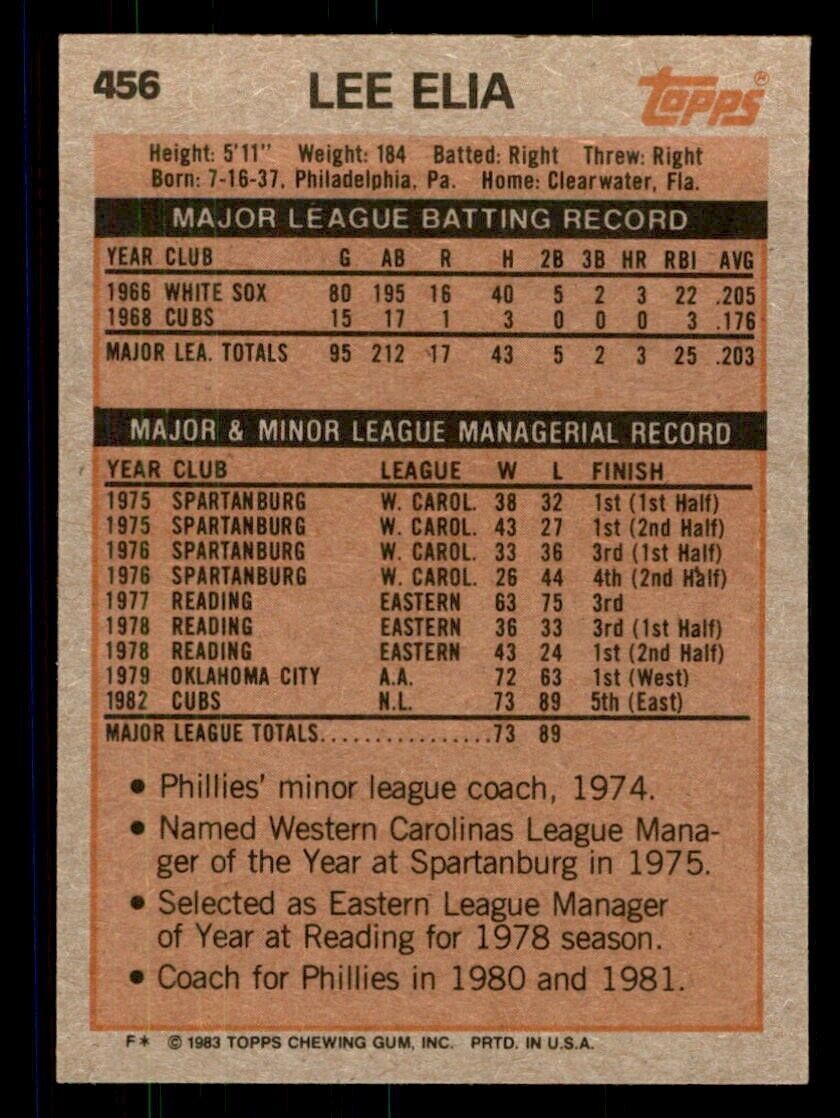 456 LEE ELIA TOPPS ®
Height: 5'11" Weight: 184 Batted: Right Threw: Right
Born: 7-16-37, Philadelphia, Pa. Home: Clearwater, Fla.
MAJOR LEAGUE BATTING RECORD
YEAR CLUB G AB R H 2B 3B HR RBI AVG
1966 WHITE SOX 80 195 16 40 5 2 3 22 .205
1968 CUBS 15 17 1 3 0 0 0 3 .176
MAJOR LEA. TOTALS 95 212 17 43 5 2 3 25 .203
MAJOR & MINOR LEAGUE MANAGERIAL RECORD
YEAR CLUB LEAGUE W L FINISH
1975 SPARTANBURG W. CAROL. 38 32 1st (1st Half)
1975 SPARTANBURG W. CAROL. 43 27 1st (2nd Half)
1976 SPARTANBURG W. CAROL. 33 36 3rd (1st Half)
1976 SPARTANBURG W. CAROL. 26 44 4th (2nd Half)
1977 READING EASTERN 63 75 3rd
1978 READING EASTERN 36 33 3rd (1st Half)
1978 READING EASTERN 43 24 1st (2nd Half)
1979 OKLAHOMA CITY A.A. 72 63 1st (West)
1982 CUBS N.L. 73 89 5th (East)
MAJOR LEAGUE TOTALS................73 89
• Phillies' minor league coach, 1974.
• Named Western Carolinas League Mana-
ger of the Year at Spartanburg in 1975.
• Selected as Eastern League Manager
of Year at Reading for 1978 season.
• Coach for Phillies in 1980 and 1981.
F* © 1983 TOPPS CHEWING GUM, INC. PRTD. IN U.S.A.